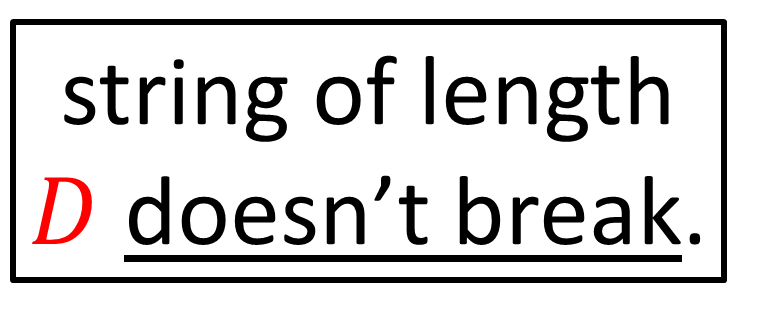 string of length
D doesn’t break.